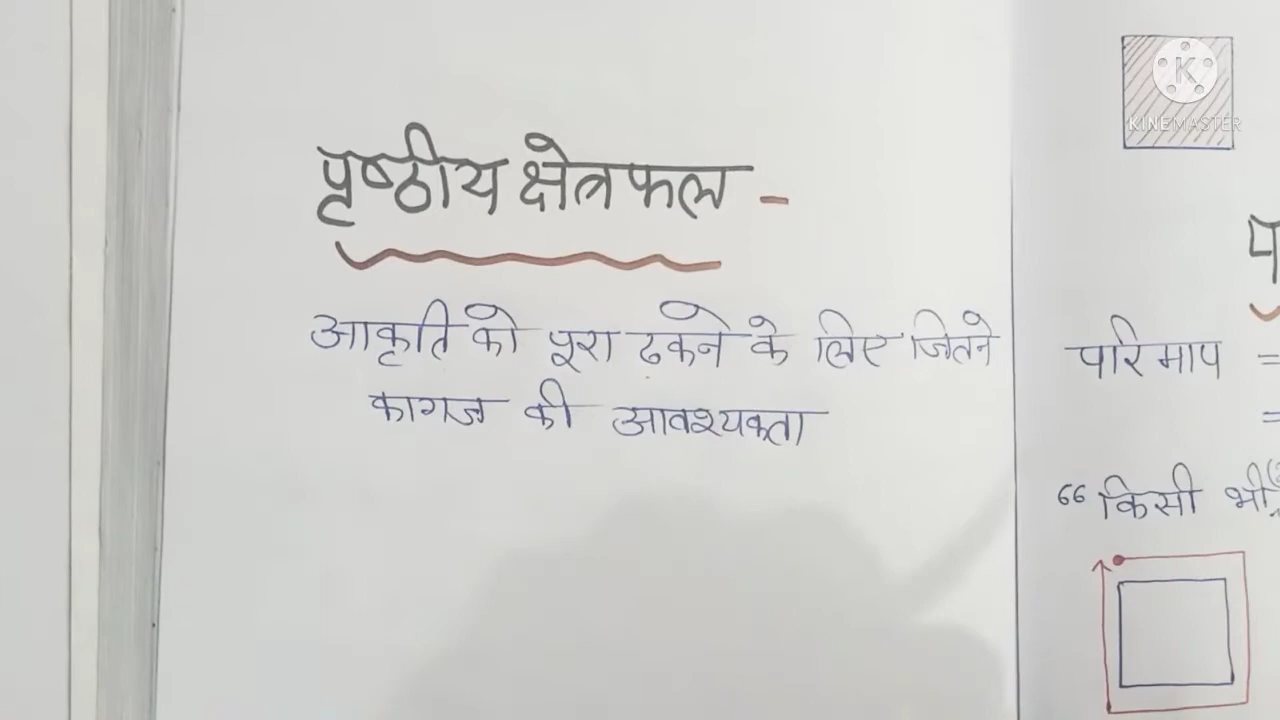 पृष्ठीय क्षेत्रफल -
आकृति को पूरा ढकने के लिए जितने
कागज की आवश्यकता
KINEMASTER
परिमाप =
=
“किसी भी